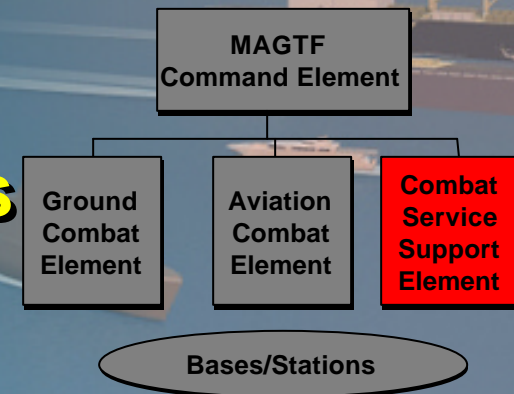 MAGTF
Command Element
s
Ground
Combat
Element
Aviation
Combat
Element
Combat
Service
Support
Element
Bases/Stations